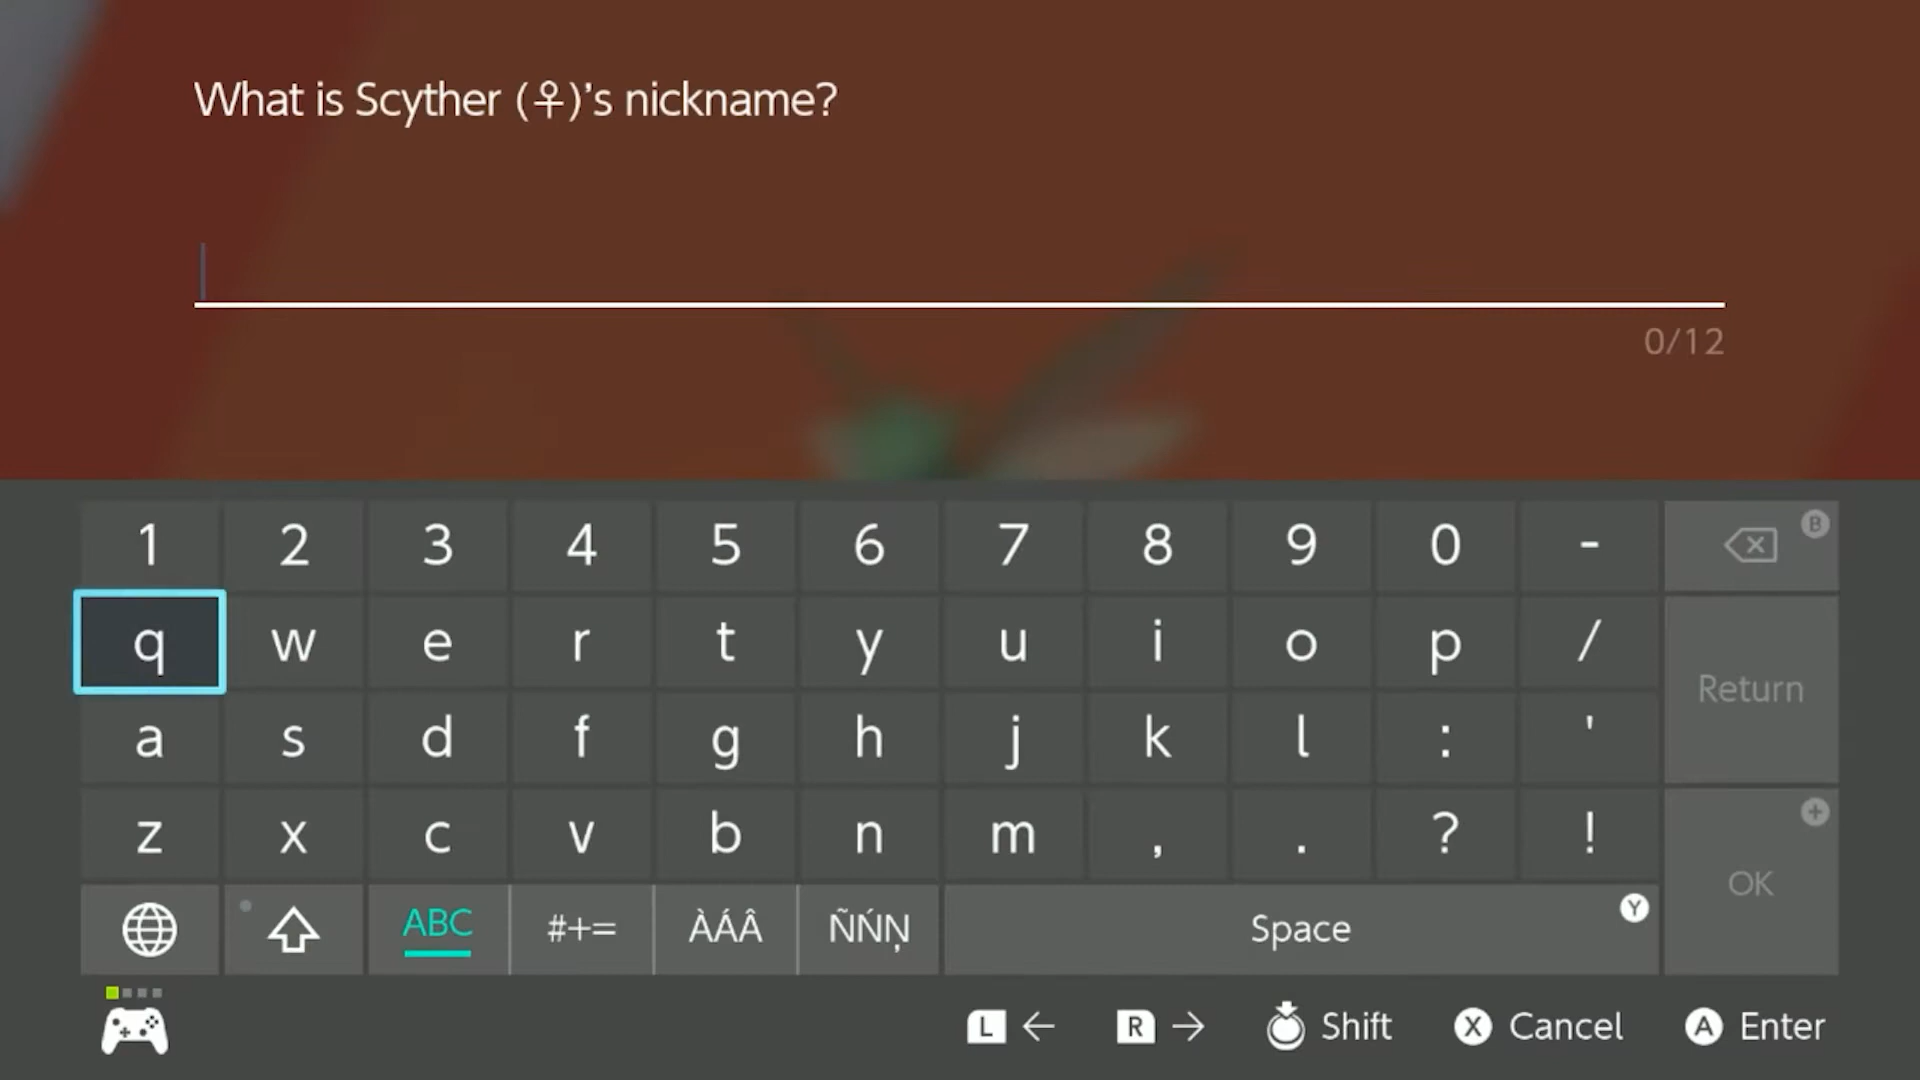 What is Scyther (♀)'s nickname?
0/12
1 2 3 4 5 6 7 8 9 0 - B
q w e r t y u i o p / Return
a s d f g h j k l : '
z x c v b n m , . ? ! + OK
ABC #+= ÀÁÂ ÑŃŅ Space Y
L ← R → Shift X Cancel A Enter